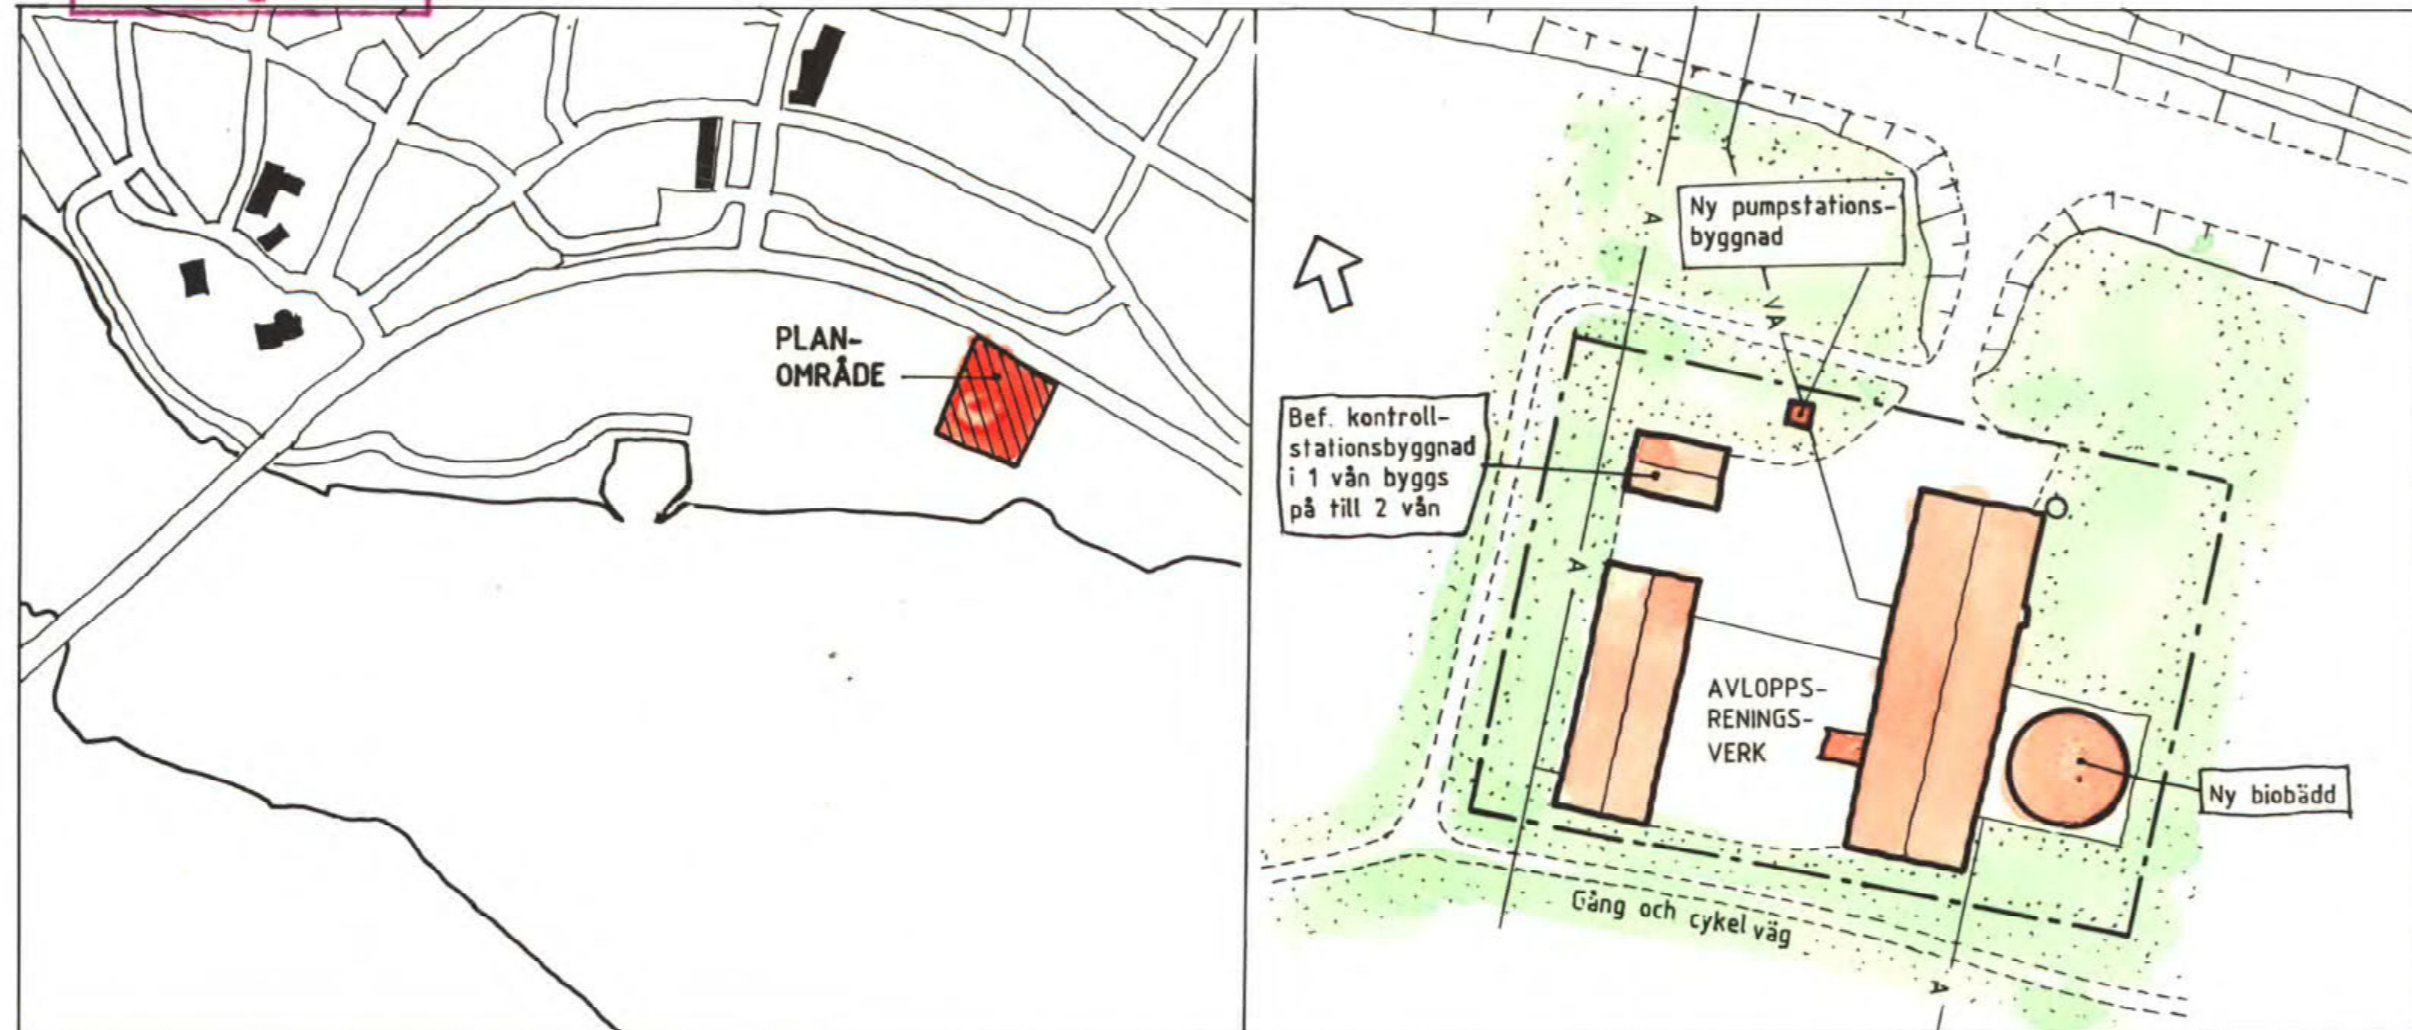 PLAN-
OMRÅDE
Ny pumpstations-
byggnad
A
VA
Bef. kontroll-
stationsbyggnad
i 1 vån byggs
på till 2 vån
A
AVLOPPS-
RENINGS-
VERK
Ny biobädd
Gång och cykel väg
A